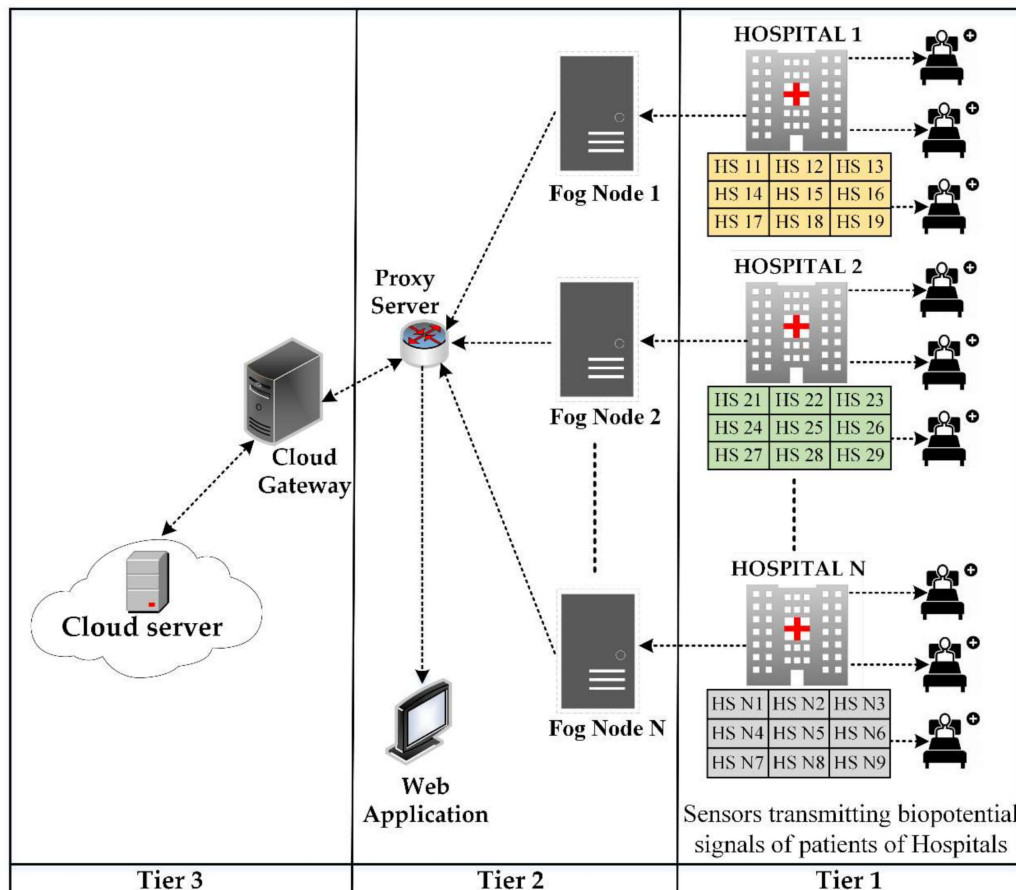 HOSPITAL 1
HS 11 HS 12 HS 13
HS 14 HS 15 HS 16
HS 17 HS 18 HS 19
Fog Node 1
HOSPITAL 2
HS 21 HS 22 HS 23
HS 24 HS 25 HS 26
HS 27 HS 28 HS 29
Proxy
Server
Fog Node 2
Cloud
Gateway
Cloud server
HOSPITAL N
HS N1 HS N2 HS N3
HS N4 HS N5 HS N6
HS N7 HS N8 HS N9
Fog Node N
Web
Application
Sensors transmitting biopotential
signals of patients of Hospitals
Tier 3
Tier 2
Tier 1